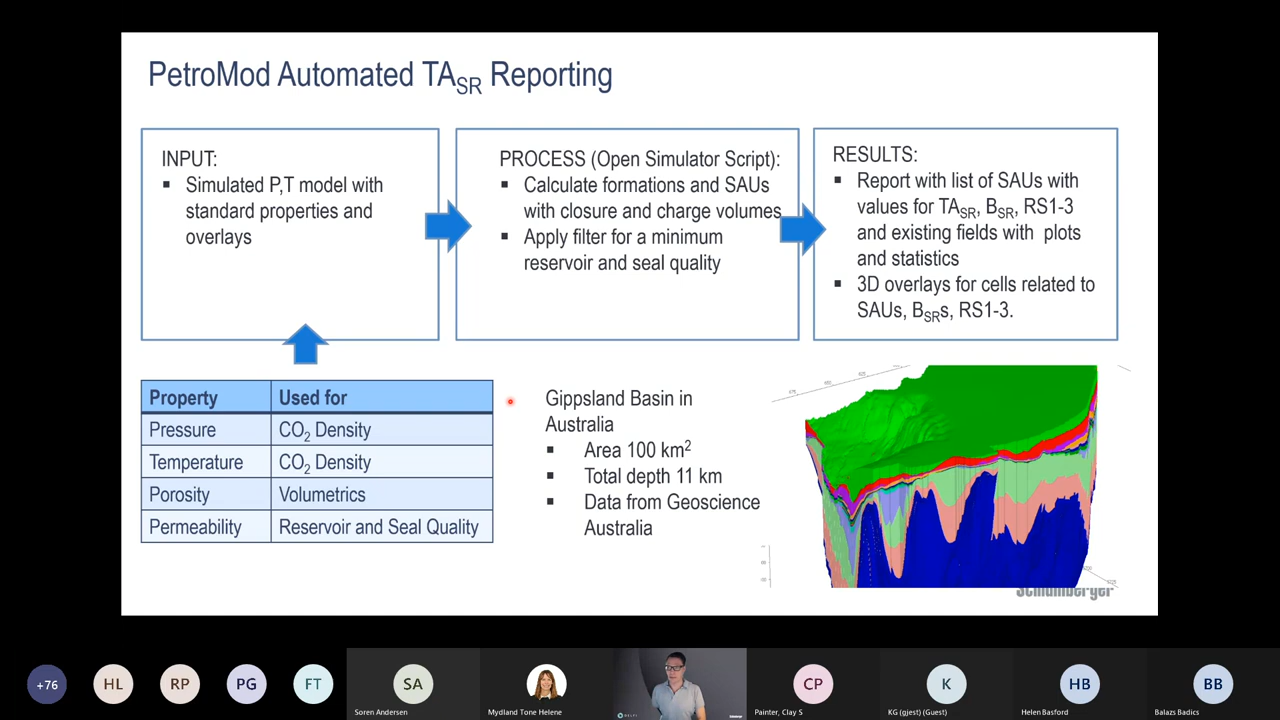 PetroMod Automated TASR Reporting
INPUT:
▪ Simulated P,T model with
standard properties and
overlays
PROCESS (Open Simulator Script):
▪ Calculate formations and SAUs
with closure and charge volumes
▪ Apply filter for a minimum
reservoir and seal quality
RESULTS:
▪ Report with list of SAUs with
values for TASR, BSR, RS1-3
and existing fields with plots
and statistics
▪ 3D overlays for cells related to
SAUs, BSRs, RS1-3.
Property Used for
Pressure CO2 Density
Temperature CO2 Density
Porosity Volumetrics
Permeability Reservoir and Seal Quality
Gippsland Basin in
Australia
▪ Area 100 km2
▪ Total depth 11 km
▪ Data from Geoscience
Australia
Schlumberger
+76
HL
RP
PG
FT
SA
Soren Andersen
Mydland Tone Helene
CP
Painter, Clay S
K
KG (gjest) (Guest)
HB
Helen Basford
BB
Balazs Badics